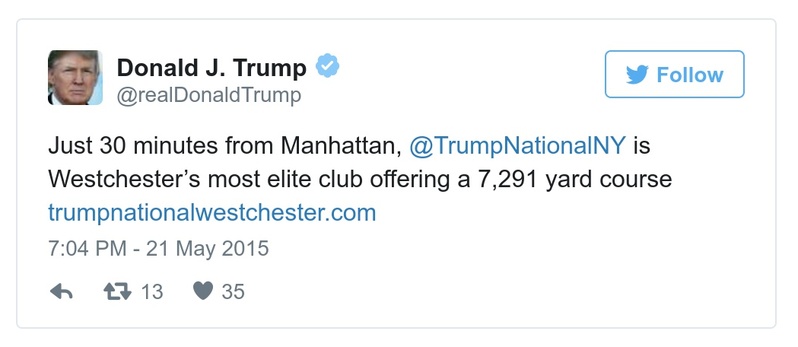 Donald J. Trump
@realDonaldTrump
Follow
Just 30 minutes from Manhattan, @TrumpNationalNY is
Westchester’s most elite club offering a 7,291 yard course
trumpnationalwestchester.com
7:04 PM - 21 May 2015
13 35